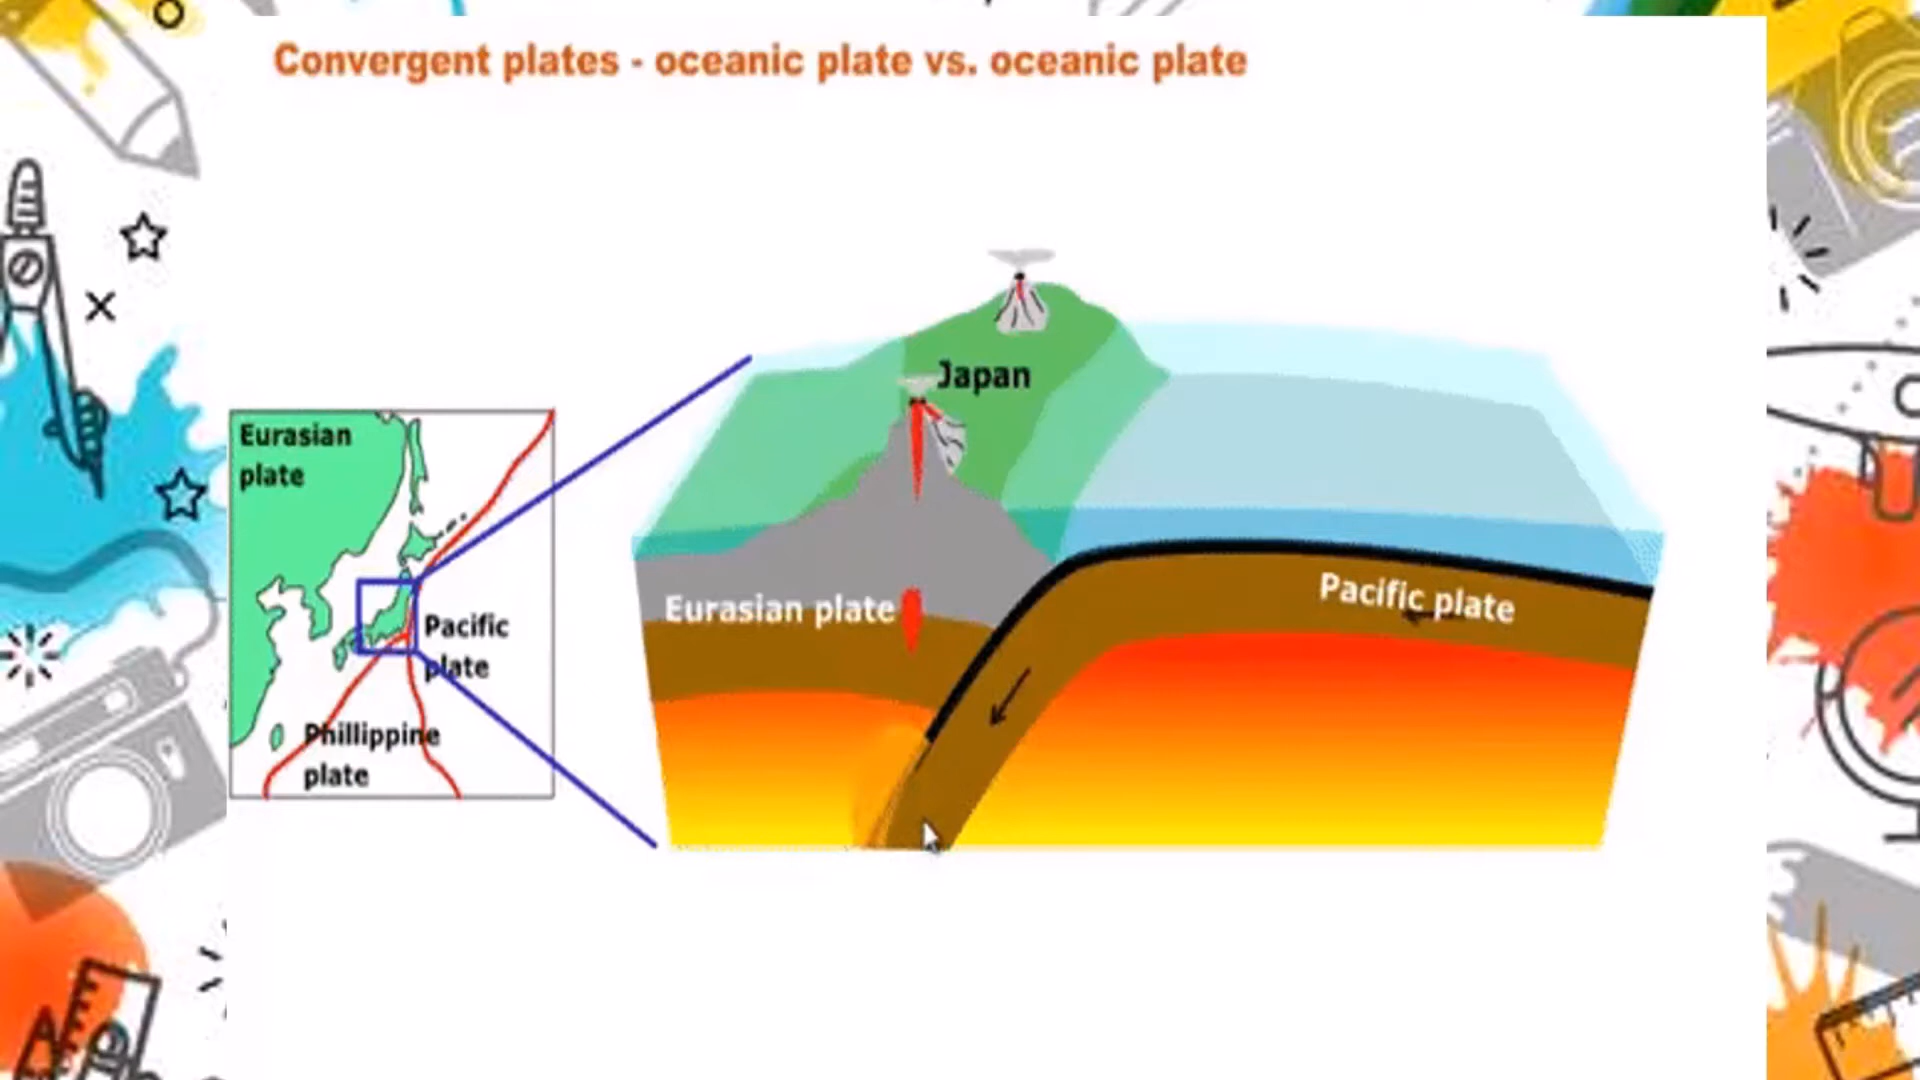 Convergent plates - oceanic plate vs. oceanic plate
Japan
Eurasian
plate
Pacific
plate
Phillippine
plate
Eurasian plate
Pacific plate